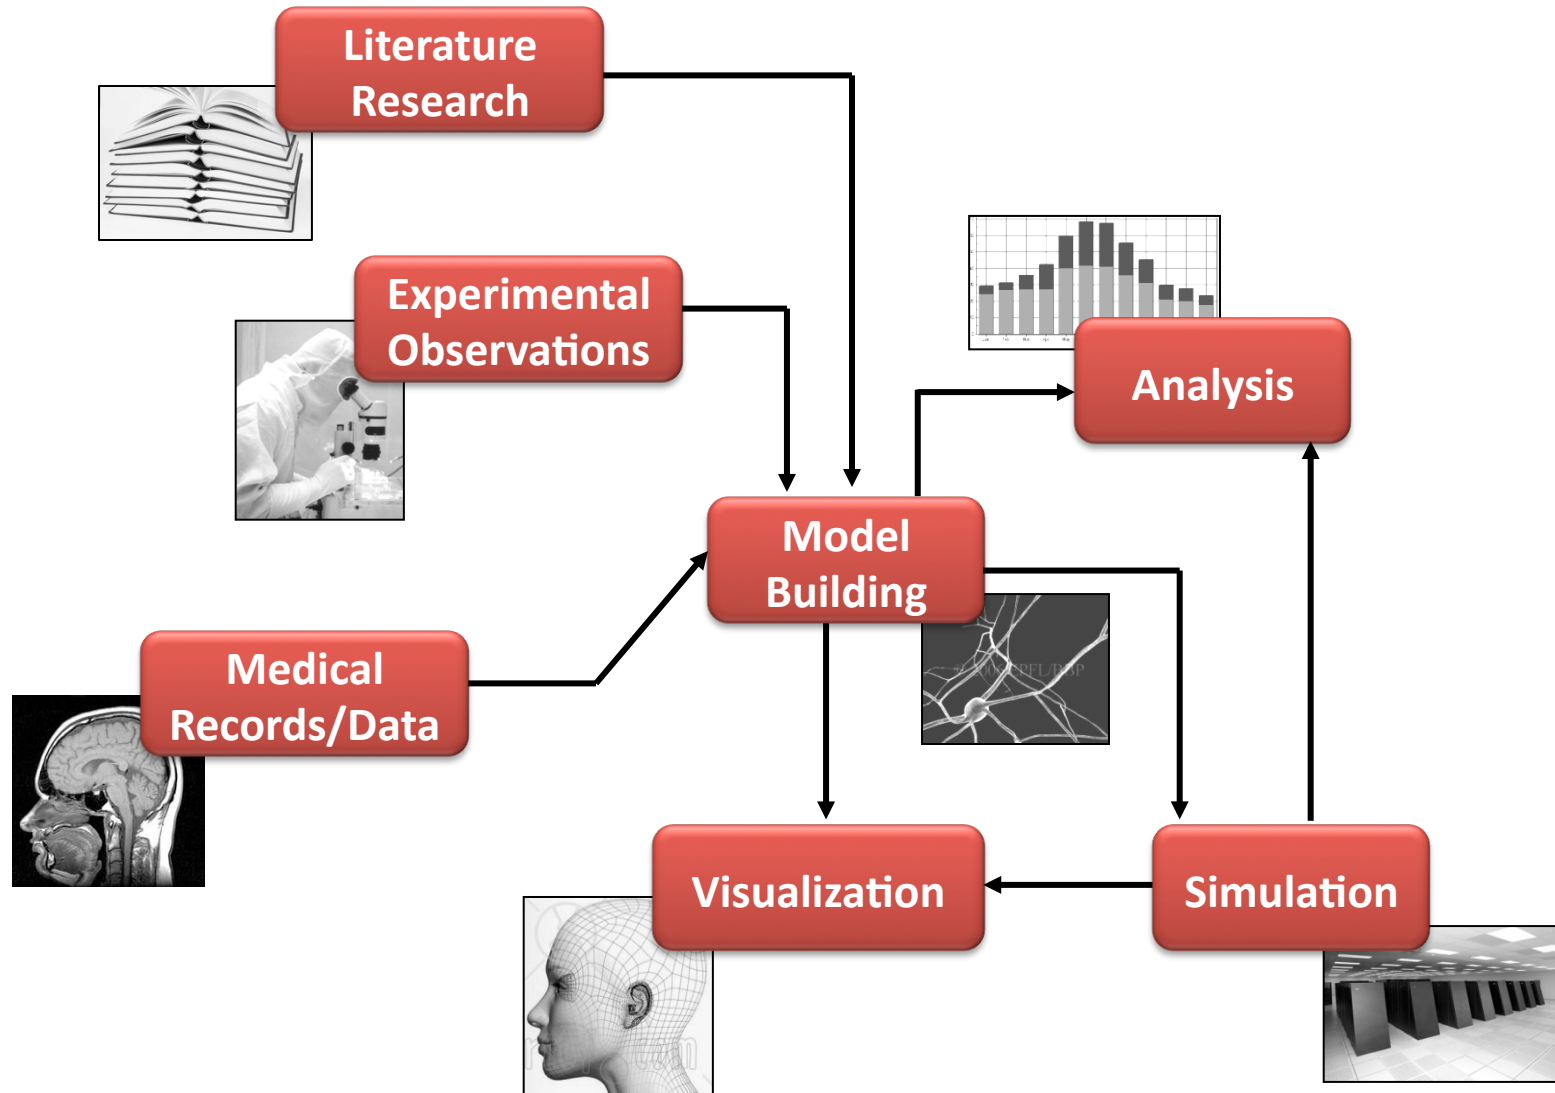 Literature
Research
Experimental
Observations
Analysis
Model
Building
Medical
Records/Data
Visualization
Simulation